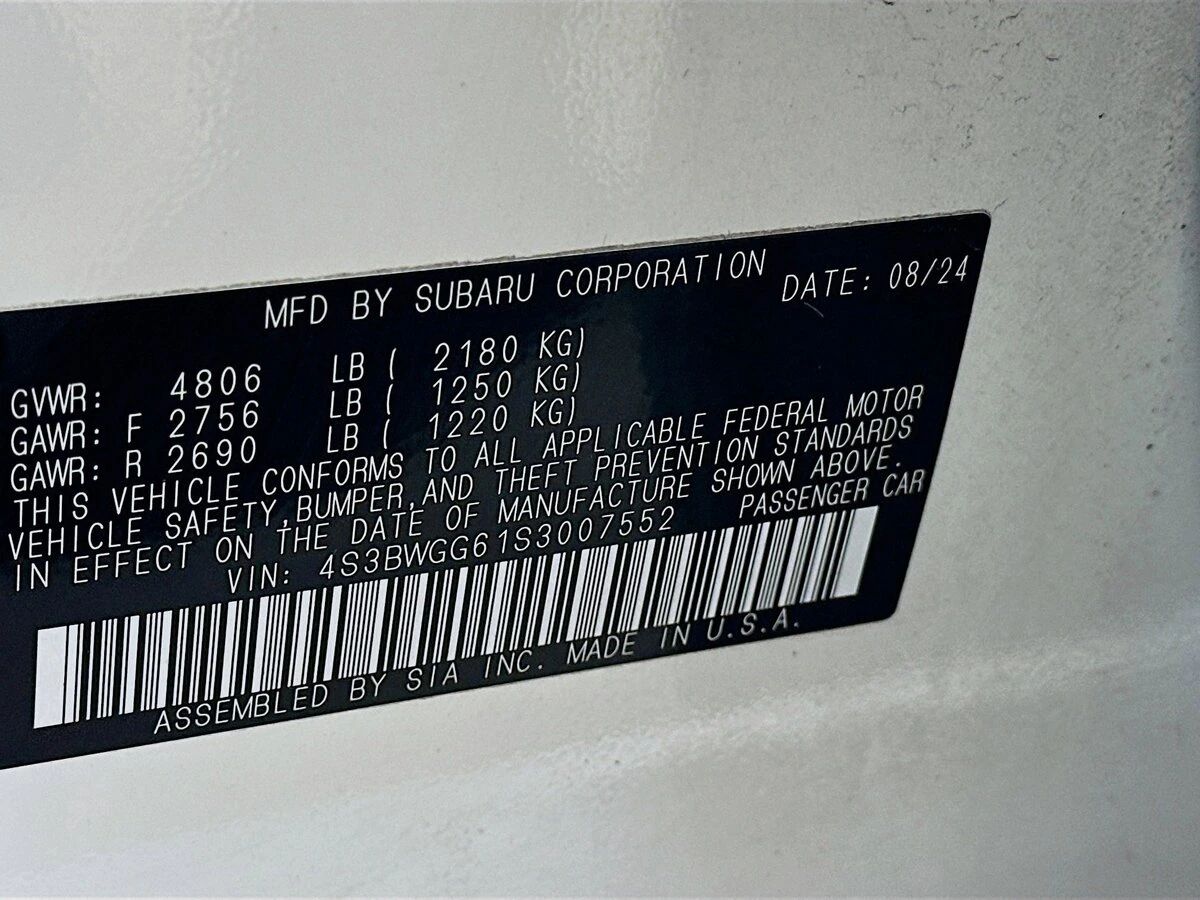 MFD BY SUBARU CORPORATION DATE: 08/24
GVWR: 4806 LB ( 2180 KG)
GAWR: F 2756 LB ( 1250 KG)
GAWR: R 2690 LB ( 1220 KG)
THIS VEHICLE CONFORMS TO ALL APPLICABLE FEDERAL MOTOR
VEHICLE SAFETY,BUMPER,AND THEFT PREVENTION STANDARDS
IN EFFECT ON THE DATE OF MANUFACTURE SHOWN ABOVE.
VIN: 4S3BWGG61S3007552 PASSENGER CAR
ASSEMBLED BY SIA INC. MADE IN U.S.A.